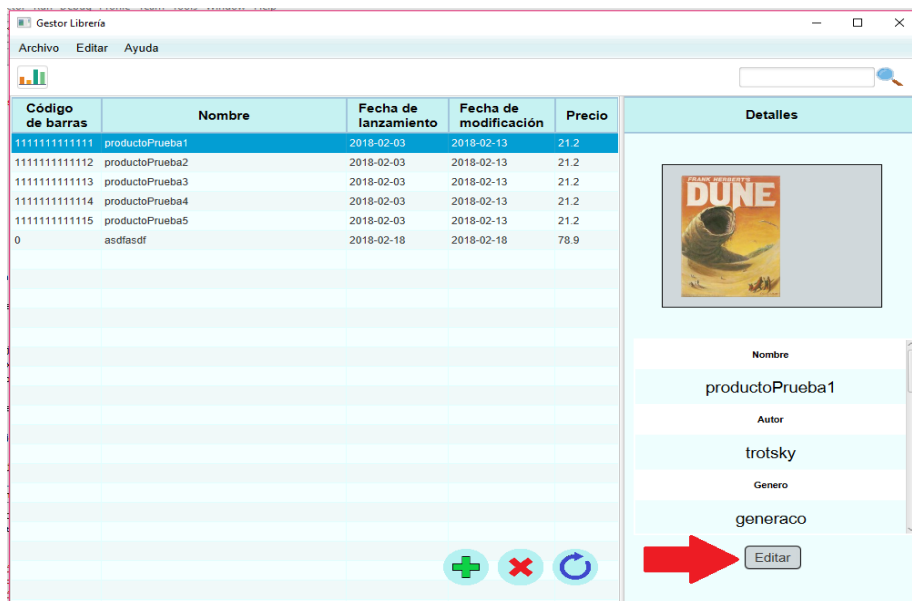 Gestor Librería
Archivo Editar Ayuda
Código de barras Nombre Fecha de lanzamiento Fecha de modificación Precio Detalles
1111111111111 productoPrueba1 2018-02-03 2018-02-13 21.2
1111111111112 productoPrueba2 2018-02-03 2018-02-13 21.2
1111111111113 productoPrueba3 2018-02-03 2018-02-13 21.2
1111111111114 productoPrueba4 2018-02-03 2018-02-13 21.2
1111111111115 productoPrueba5 2018-02-03 2018-02-13 21.2
0 asdfasdf 2018-02-18 2018-02-18 78.9
FRANK HERBERT'S
DUNE
Nombre
productoPrueba1
Autor
trotsky
Genero
generaco
Editar